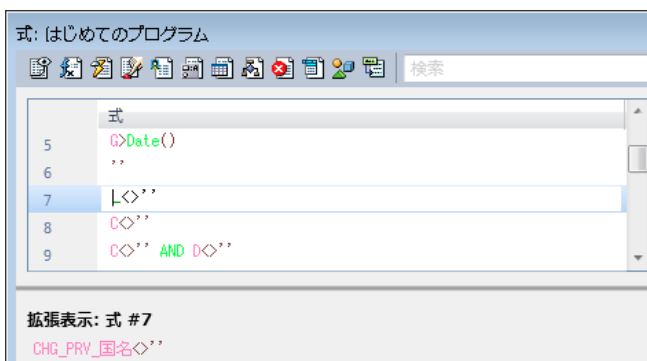 式: はじめてのプログラム
検索
式
5 G>Date()
6 ''
7 L<>''
8 C<>''
9 C<>'' AND D<>''
拡張表示: 式 #7
CHG_PRV_国名<>''